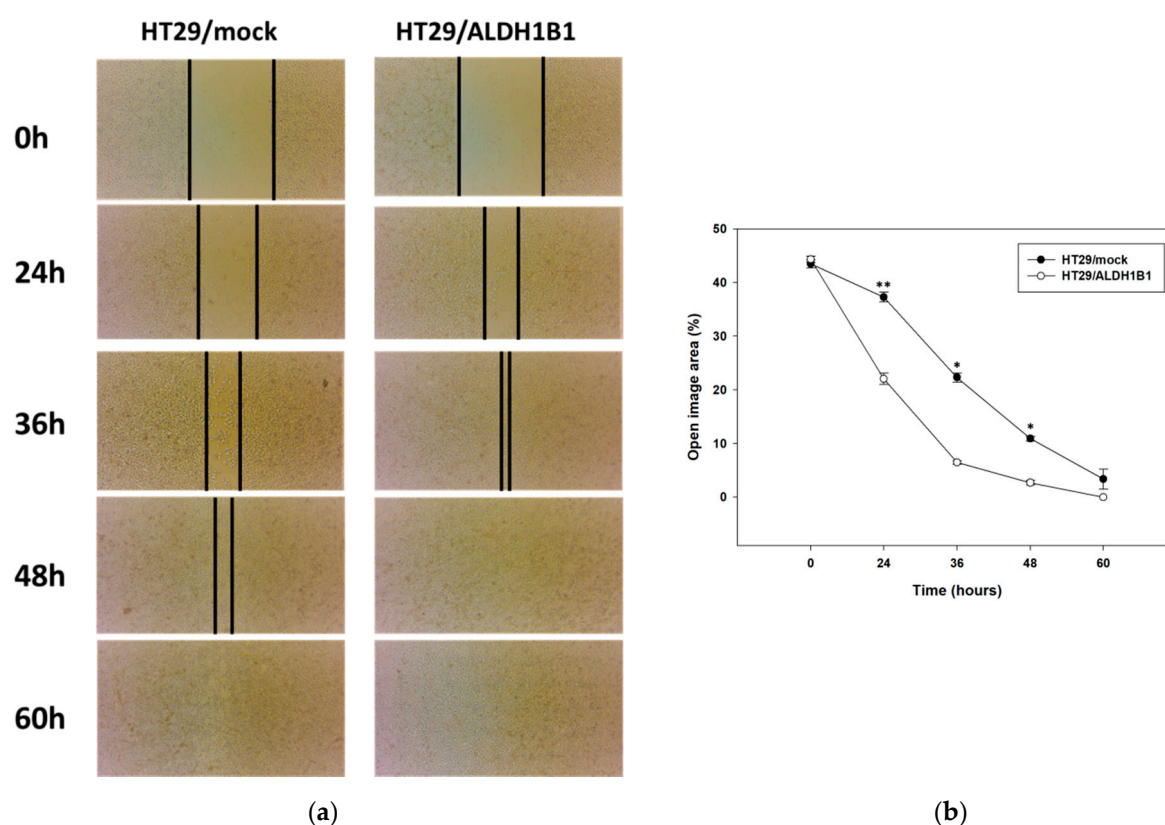 HT29/mock HT29/ALDH1B1
0h
24h
36h
48h
60h
(a)
50
40
30
20
10
0
Open image area (%)
HT29/mock
HT29/ALDH1B1
**
*
*
0 24 36 48 60
Time (hours)
(b)